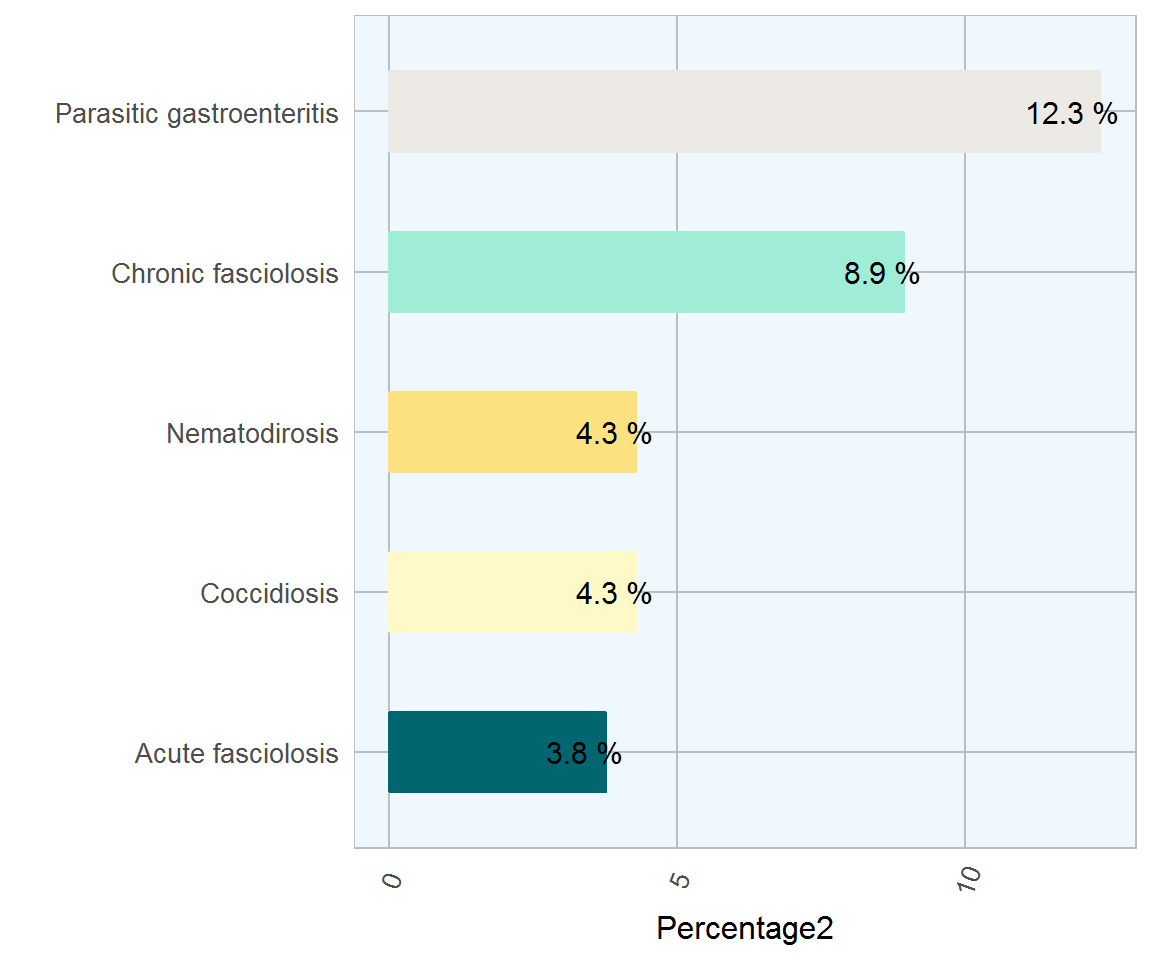 Parasitic gastroenteritis
12.3 %
Chronic fasciolosis
8.9 %
Nematodirosis
4.3 %
Coccidiosis
4.3 %
Acute fasciolosis
3.8 %
0
5
10
Percentage2